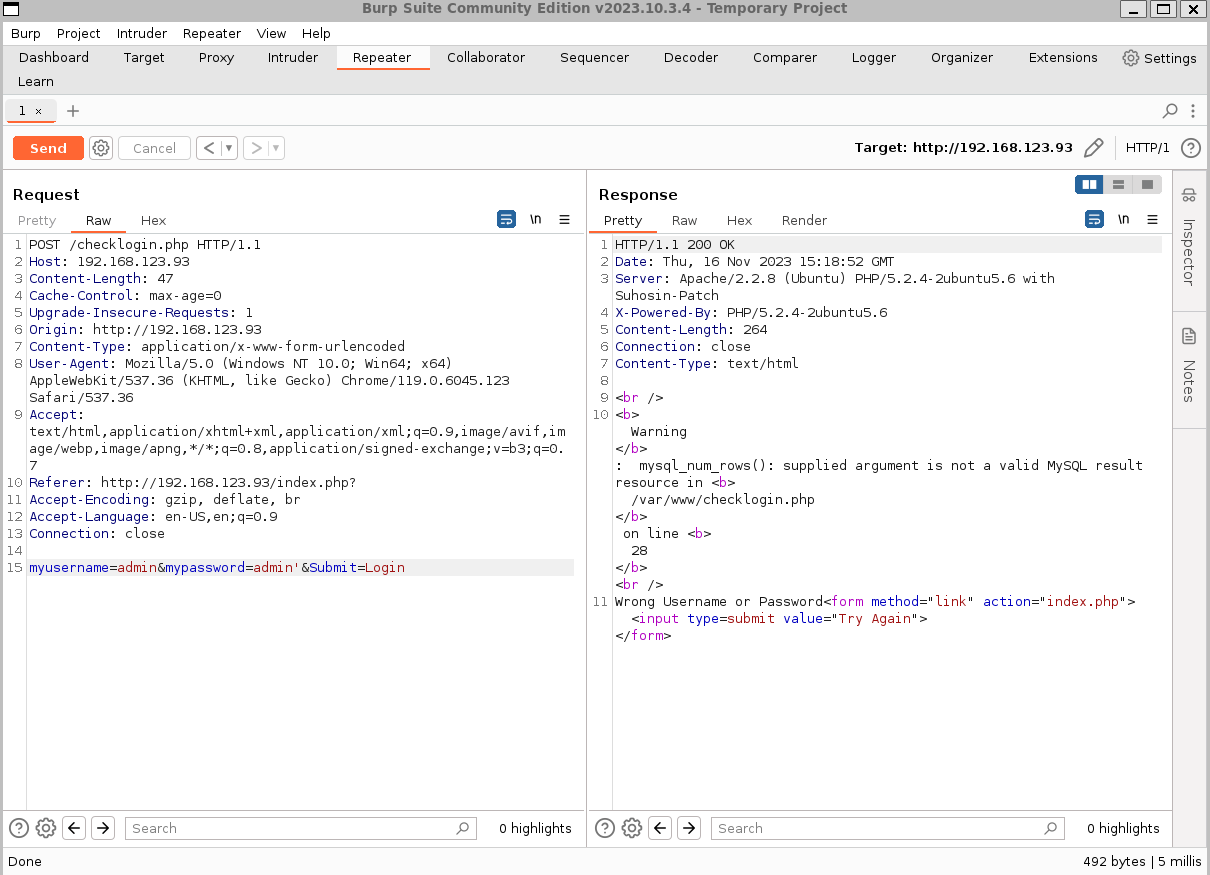 Burp Suite Community Edition v2023.10.3.4 - Temporary Project
Burp Project Intruder Repeater View Help
Dashboard Target Proxy Intruder Repeater Collaborator Sequencer Decoder Comparer Logger Organizer Extensions Settings
Learn
1 × +
Send Cancel < > Target: http://192.168.123.93 HTTP/1 ?
Request
Pretty Raw Hex \n
1 POST /checklogin.php HTTP/1.1
2 Host: 192.168.123.93
3 Content-Length: 47
4 Cache-Control: max-age=0
5 Upgrade-Insecure-Requests: 1
6 Origin: http://192.168.123.93
7 Content-Type: application/x-www-form-urlencoded
8 User-Agent: Mozilla/5.0 (Windows NT 10.0; Win64; x64)
AppleWebKit/537.36 (KHTML, like Gecko) Chrome/119.0.6045.123
Safari/537.36
9 Accept:
text/html,application/xhtml+xml,application/xml;q=0.9,image/avif,im
age/webp,image/apng,*/*;q=0.8,application/signed-exchange;v=b3;q=0.
7
10 Referer: http://192.168.123.93/index.php?
11 Accept-Encoding: gzip, deflate, br
12 Accept-Language: en-US,en;q=0.9
13 Connection: close
14
15 myusername=admin&mypassword=admin'&Submit=Login
? Search 0 highlights
Response
Pretty Raw Hex Render \n
1 HTTP/1.1 200 OK
2 Date: Thu, 16 Nov 2023 15:18:52 GMT
3 Server: Apache/2.2.8 (Ubuntu) PHP/5.2.4-2ubuntu5.6 with
Suhosin-Patch
4 X-Powered-By: PHP/5.2.4-2ubuntu5.6
5 Content-Length: 264
6 Connection: close
7 Content-Type: text/html
8
9 <br />
10 <b>
Warning
</b>
:  mysql_num_rows(): supplied argument is not a valid MySQL result
resource in <b>
/var/www/checklogin.php
</b>
on line <b>
28
</b>
<br />
11 Wrong Username or Password<form method="link" action="index.php">
<input type=submit value="Try Again">
</form>
? Search 0 highlights
Inspector
Notes
Done 492 bytes | 5 millis